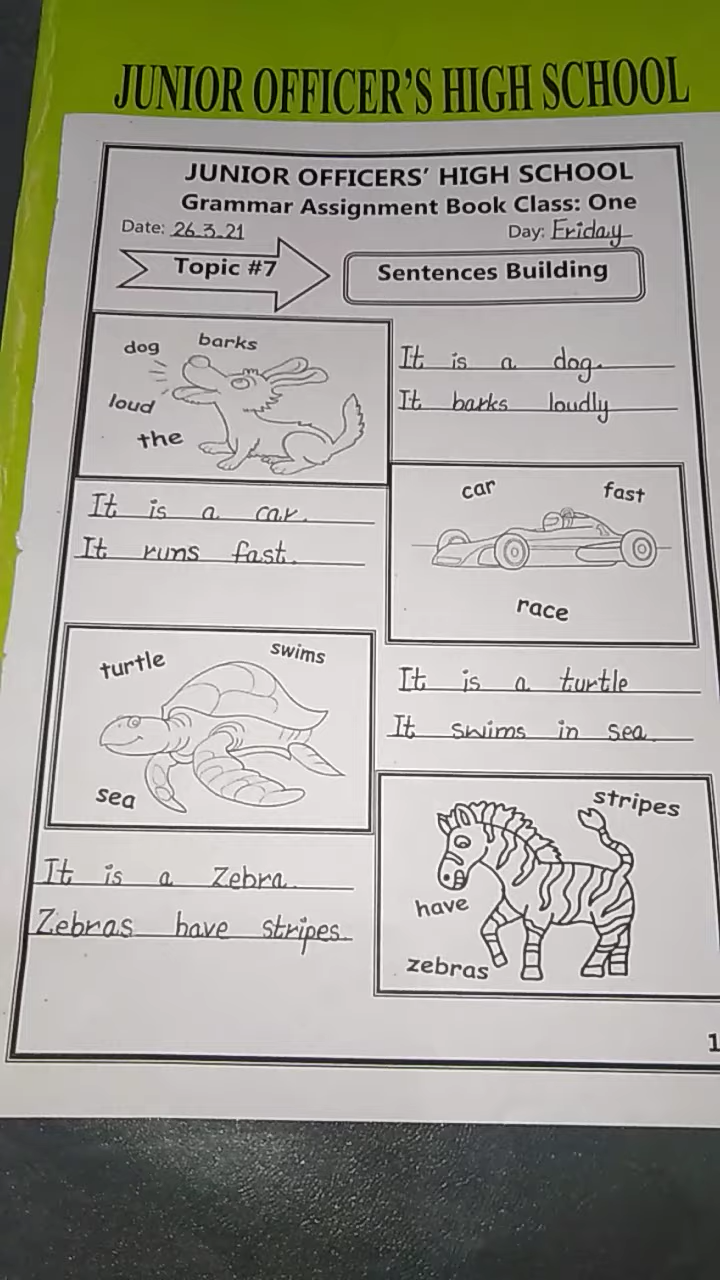 JUNIOR OFFICER'S HIGH SCHOOL
JUNIOR OFFICERS' HIGH SCHOOL
Grammar Assignment Book Class: One
Date: 26.3.21 Day: Friday
Topic #7
Sentences Building
dog barks
loud
the
It is a dog.
It barks loudly
It is a car.
It runs fast.
car fast
race
turtle swims
sea
It is a turtle
It swims in sea.
It is a Zebra.
Zebras have stripes.
stripes
have
zebras
1